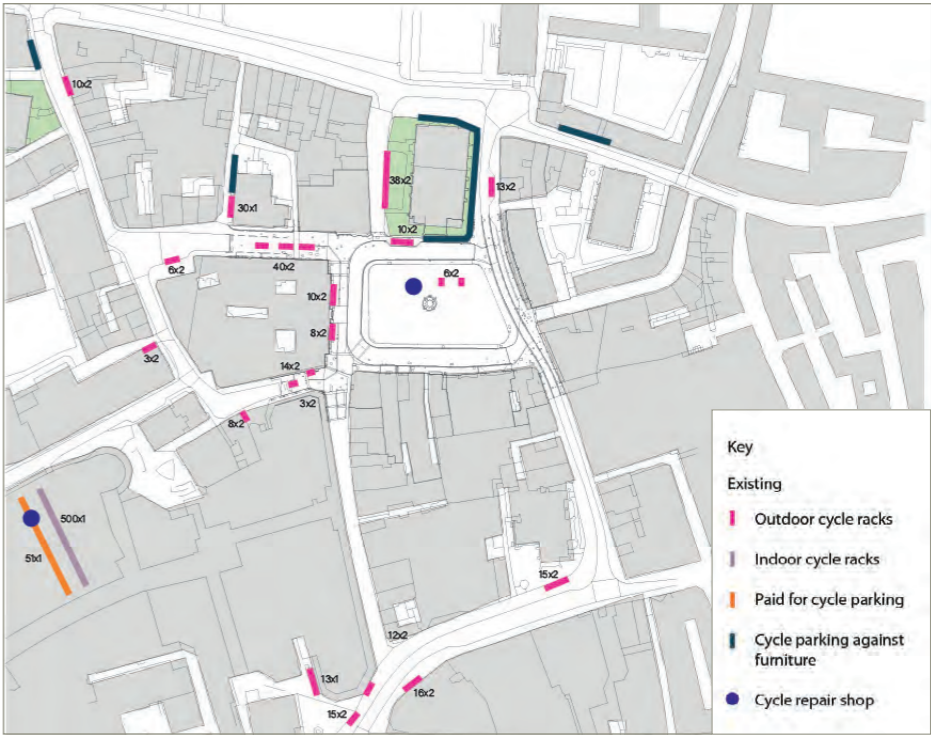 10x2
38x2
13x2
30x1
10x2
6x2
40x2
6x2
10x2
8x2
3x2
14x2
3x2
8x2
500x1
51x1
15x2
12x2
13x1
16x2
15x2
Key
Existing
Outdoor cycle racks
Indoor cycle racks
Paid for cycle parking
Cycle parking against
furniture
Cycle repair shop